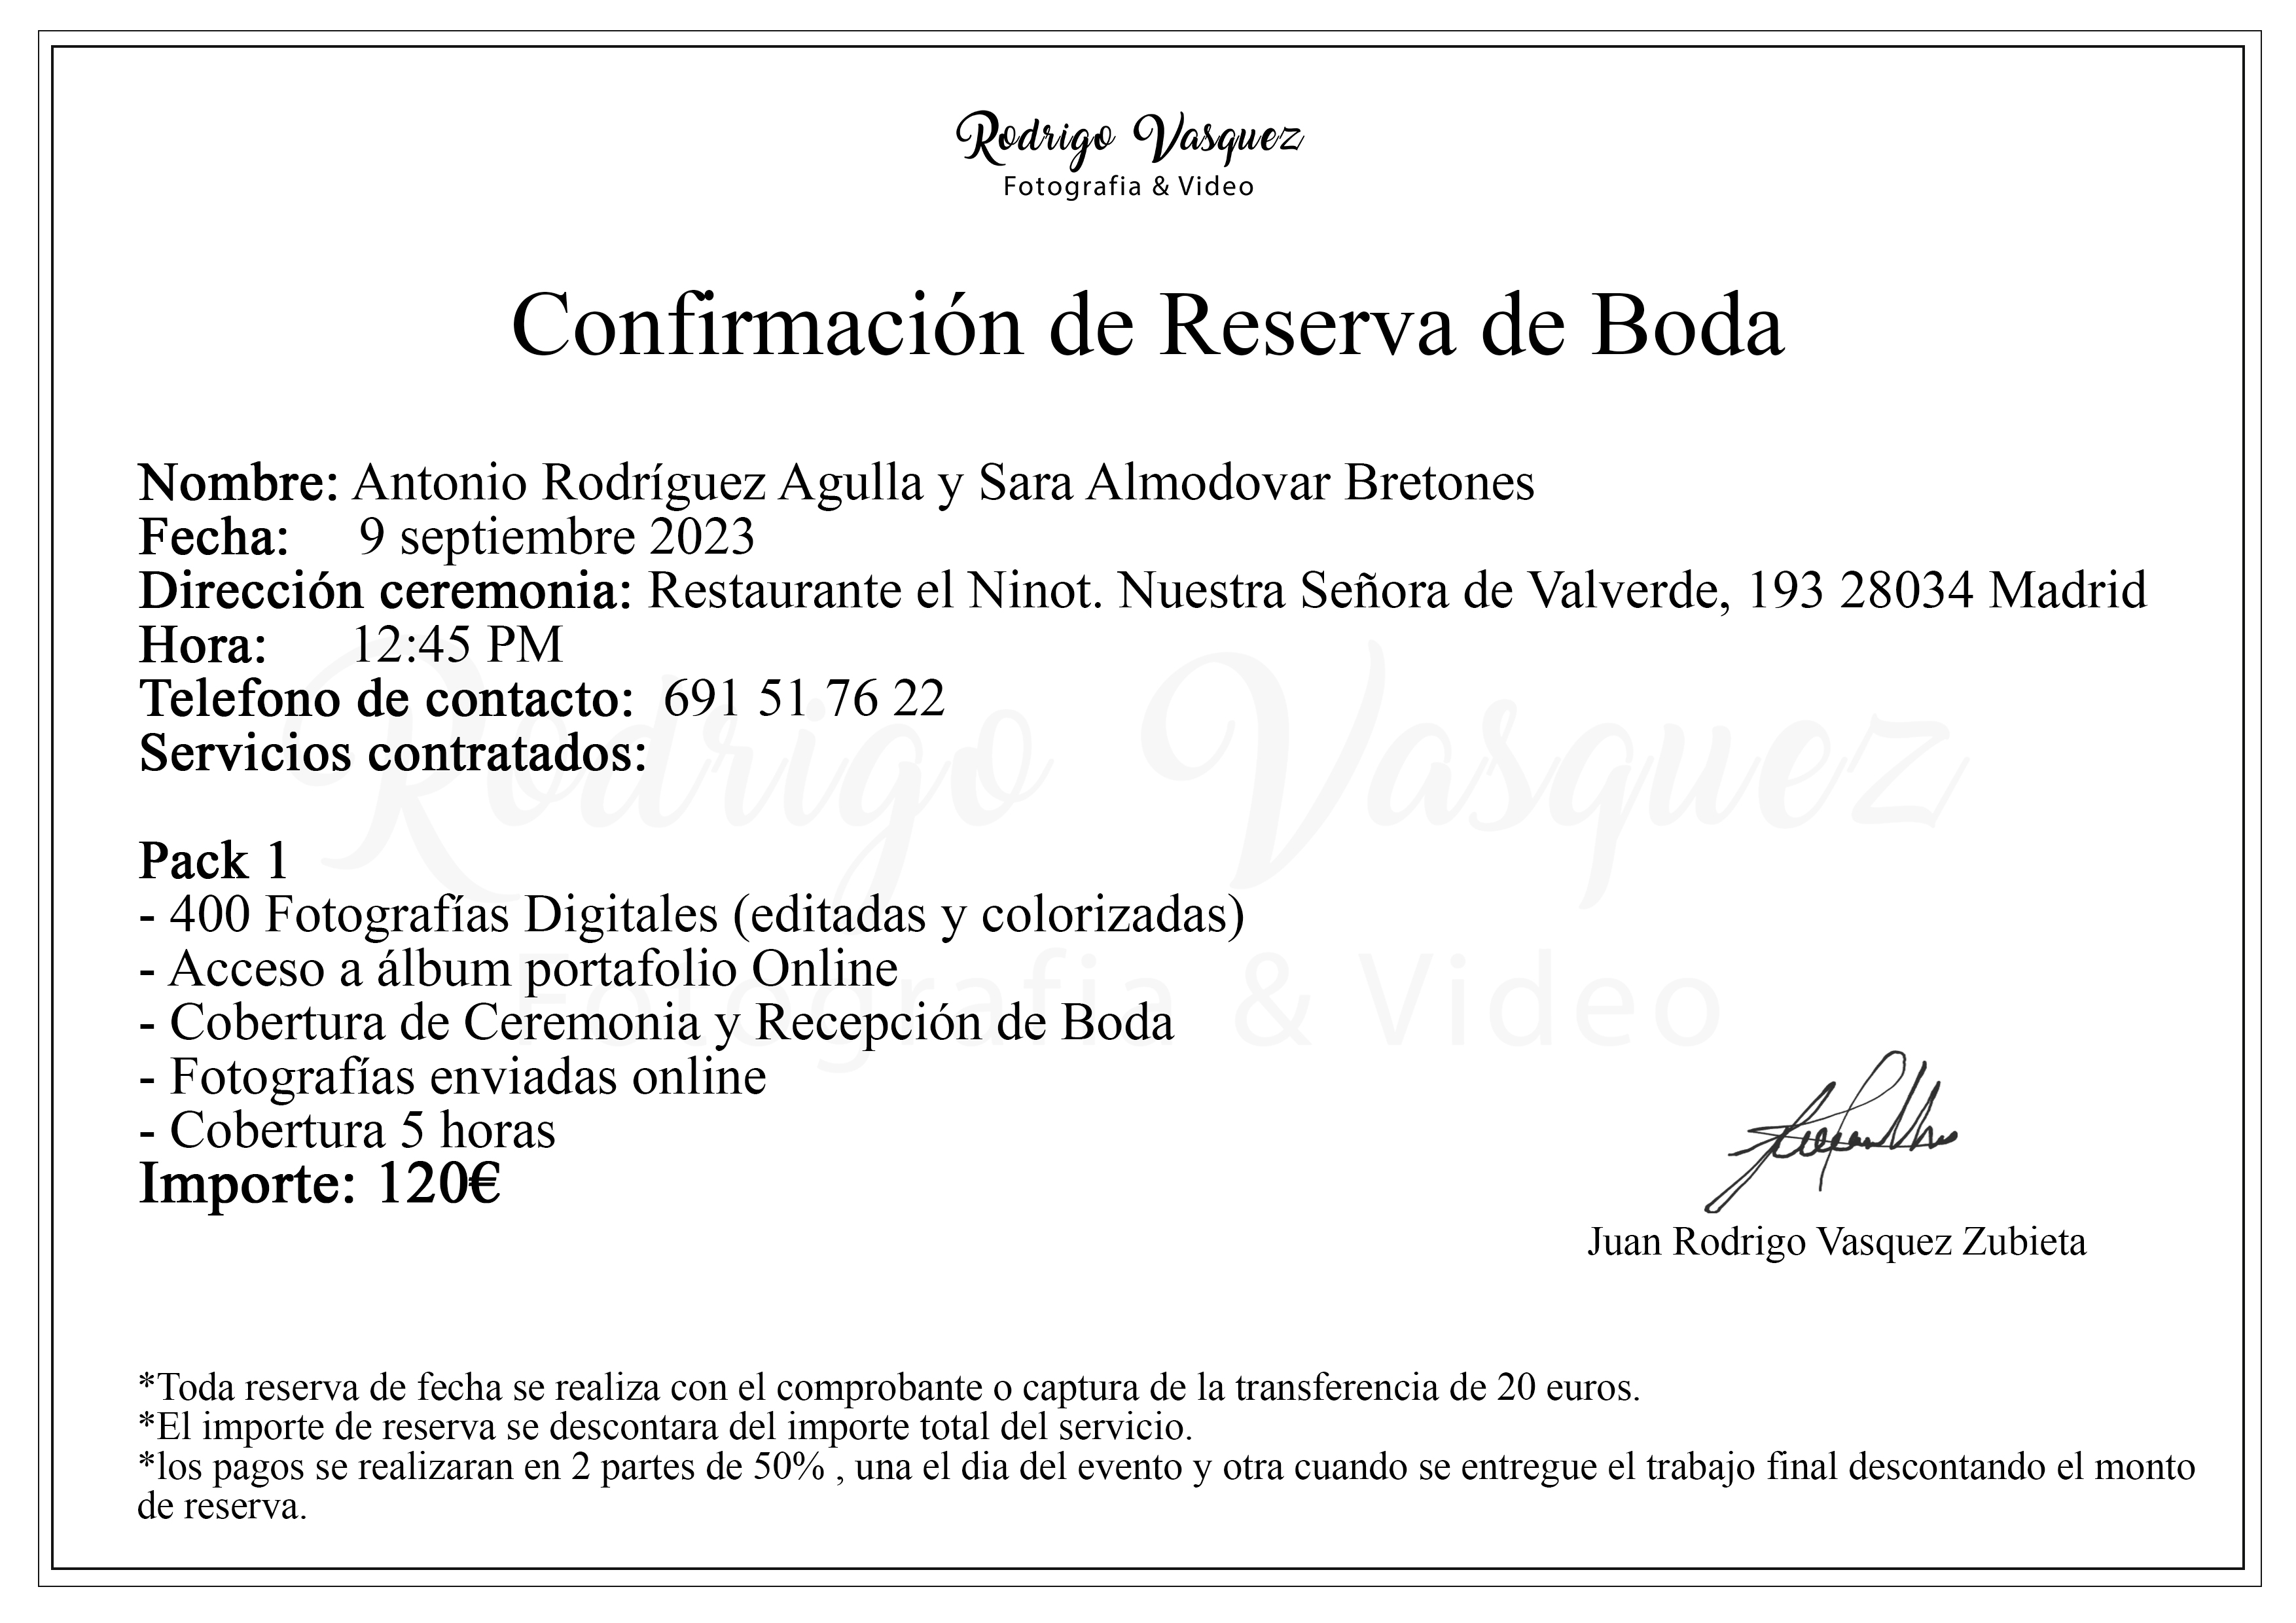 Rodrigo Vasquez
Fotografia & Video
Confirmación de Reserva de Boda
Nombre: Antonio Rodríguez Agulla y Sara Almodovar Bretones
Fecha: 9 septiembre 2023
Dirección ceremonia: Restaurante el Ninot. Nuestra Señora de Valverde, 193 28034 Madrid
Hora: 12:45 PM
Telefono de contacto: 691 51 76 22
Servicios contratados:
Rodrigo Vasquez
Fotografia & Video
Pack 1
- 400 Fotografías Digitales (editadas y colorizadas)
- Acceso a álbum portafolio Online
- Cobertura de Ceremonia y Recepción de Boda
- Fotografías enviadas online
- Cobertura 5 horas
Importe: 120€
Juan Rodrigo Vasquez Zubieta
*Toda reserva de fecha se realiza con el comprobante o captura de la transferencia de 20 euros.
*El importe de reserva se descontara del importe total del servicio.
*los pagos se realizaran en 2 partes de 50% , una el dia del evento y otra cuando se entregue el trabajo final descontando el monto
de reserva.